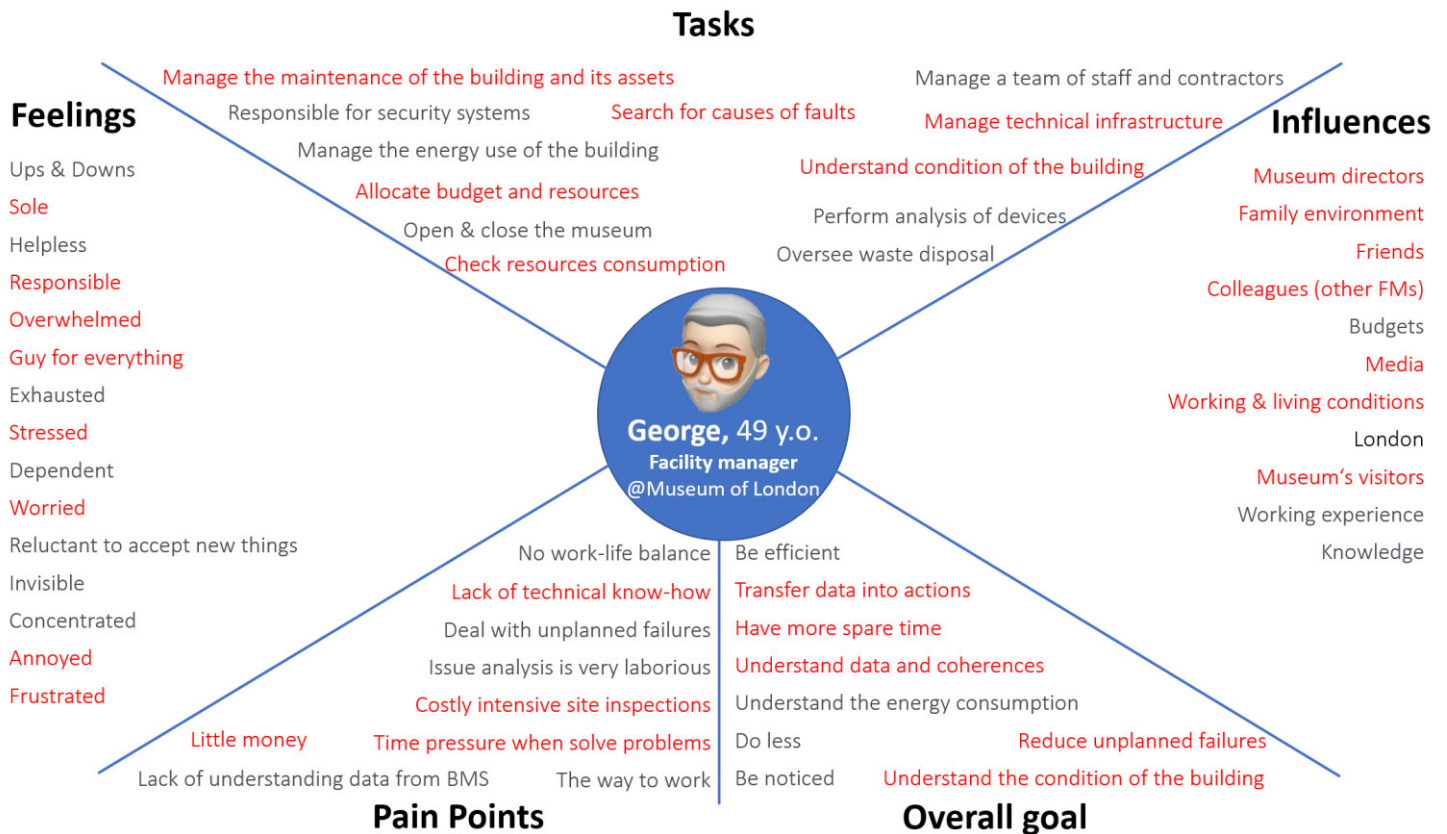 Tasks
Manage the maintenance of the building and its assets
Responsible for security systems
Search for causes of faults
Manage the energy use of the building
Allocate budget and resources
Open & close the museum
Check resources consumption
Manage a team of staff and contractors
Manage technical infrastructure
Understand condition of the building
Perform analysis of devices
Oversee waste disposal
Feelings
Ups & Downs
Sole
Helpless
Responsible
Overwhelmed
Guy for everything
Exhausted
Stressed
Dependent
Worried
Reluctant to accept new things
Invisible
Concentrated
Annoyed
Frustrated
Influences
Museum directors
Family environment
Friends
Colleagues (other FMs)
Budgets
Media
Working & living conditions
London
Museum‘s visitors
Working experience
Knowledge
George, 49 y.o.
Facility manager
@Museum of London
No work-life balance
Lack of technical know-how
Deal with unplanned failures
Issue analysis is very laborious
Costly intensive site inspections
Little money
Time pressure when solve problems
Lack of understanding data from BMS
The way to work
Pain Points
Be efficient
Transfer data into actions
Have more spare time
Understand data and coherences
Understand the energy consumption
Do less
Reduce unplanned failures
Be noticed
Understand the condition of the building
Overall goal